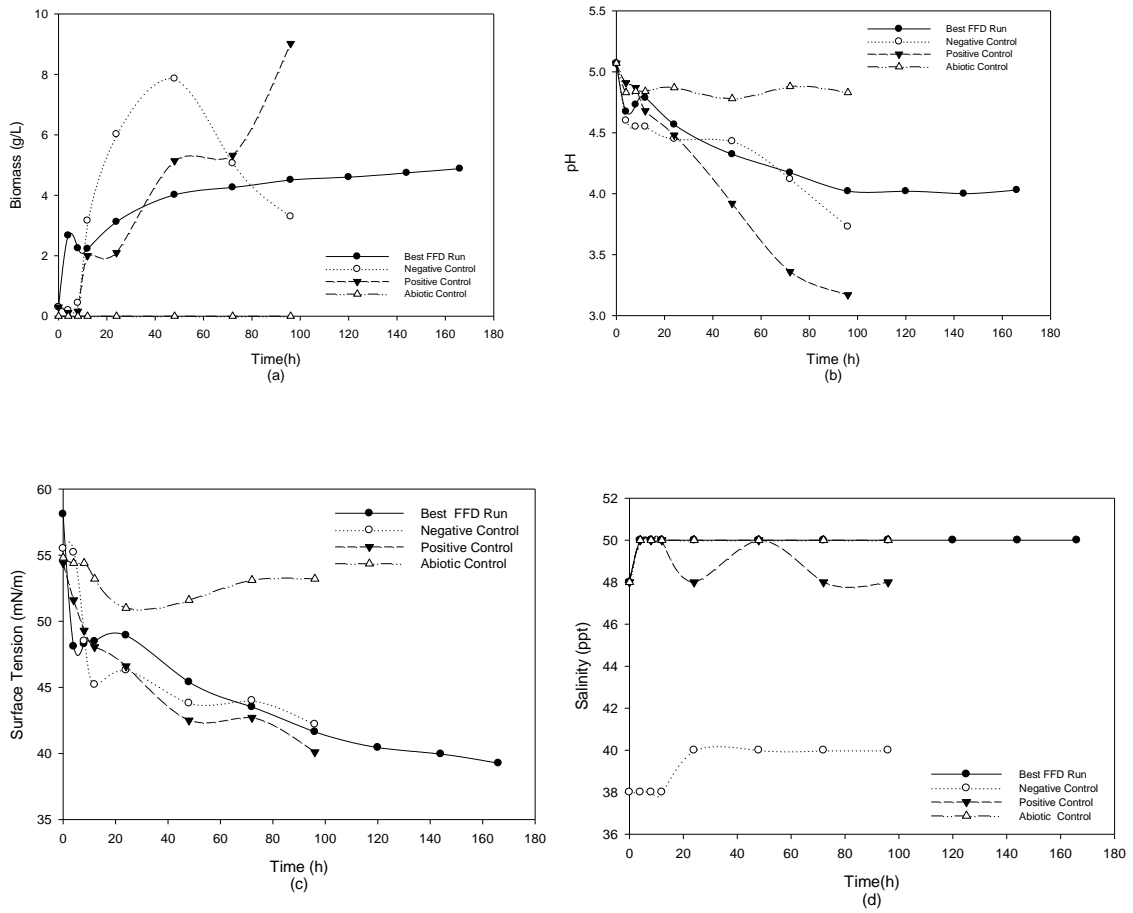 10
8
6
4
2
0
Biomass (g/L)
0 20 40 60 80 100 120 140 160 180
Time(h)
(a)
Best FFD Run
Negative Control
Positive Control
Abiotic Control
5.5
5.0
4.5
4.0
3.5
3.0
pH
0 20 40 60 80 100 120 140 160 180
Time (h)
(b)
Best FFD Run
Negative Control
Positive Control
Abiotic Control
60
55
50
45
40
35
Surface Tension (mN/m)
0 20 40 60 80 100 120 140 160 180
Time (h)
(c)
Best FFD Run
Negative Control
Positive Control
Abiotic Control
52
50
48
46
44
42
40
38
36
Salinity (ppt)
0 20 40 60 80 100 120 140 160 180
Time(h)
(d)
Best FFD Run
Negative Control
Positive Control
Abiotic Control